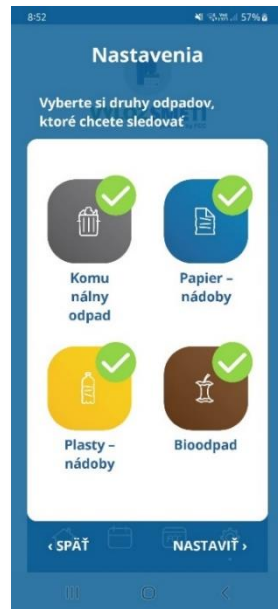 8:52 57%
Nastavenia
Vyberte si druhy odpadov,
ktoré chcete sledovať
Komu
nálny
odpad
Papier –
nádoby
Plasty –
nádoby
Bioodpad
‹ SPÄŤ NASTAVIŤ ›